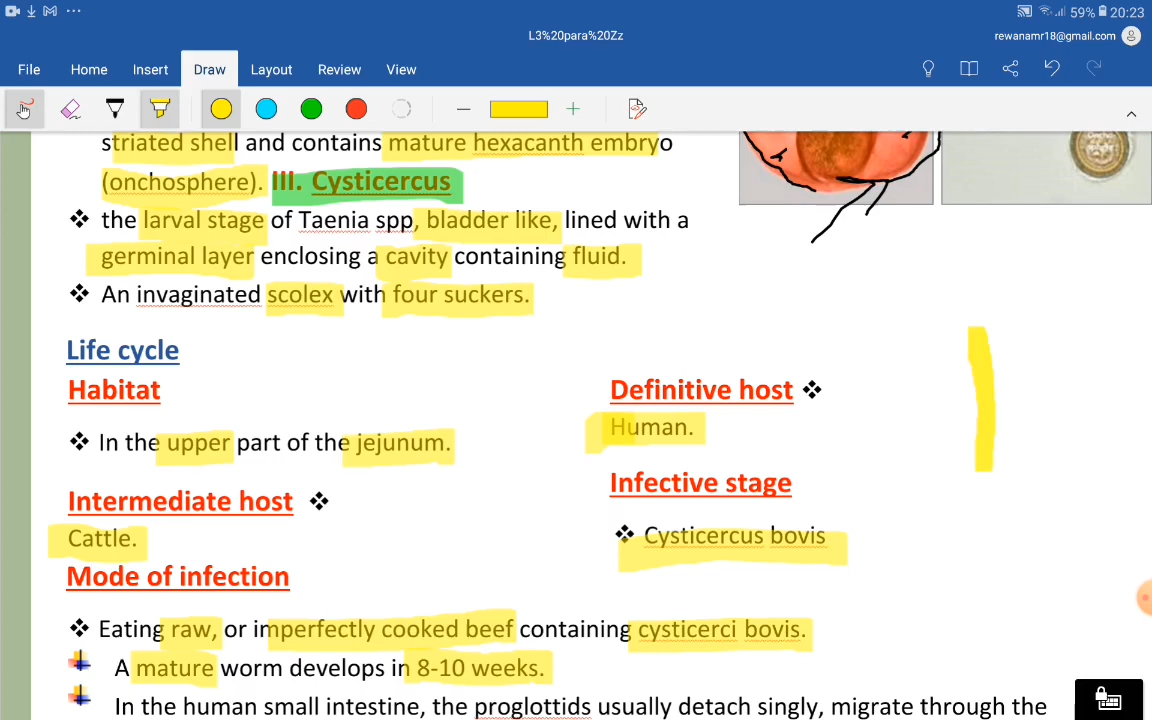 59% 20:23
L3%20para%20Zz
rewanamr18@gmail.com
File Home Insert Draw Layout Review View
striated shell and contains mature hexacanth embryo
(onchosphere). III. Cysticercus
❖ the larval stage of Taenia spp, bladder like, lined with a
germinal layer enclosing a cavity containing fluid.
❖ An invaginated scolex with four suckers.
Life cycle
Habitat
❖ In the upper part of the jejunum.
Definitive host ❖
Human.
Intermediate host ❖
Cattle.
Infective stage
❖ Cysticercus bovis
Mode of infection
❖ Eating raw, or imperfectly cooked beef containing cysticerci bovis.
A mature worm develops in 8-10 weeks.
In the human small intestine, the proglottids usually detach singly, migrate through the